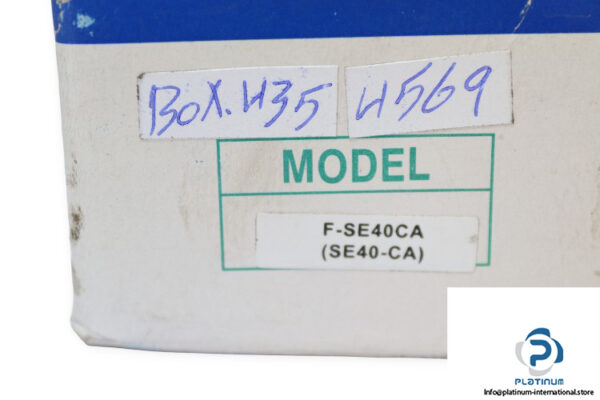 BOX.435 4569
MODEL
F-SE40CA
(SE40-CA)
PLATINUM
Info@platinum-international.store